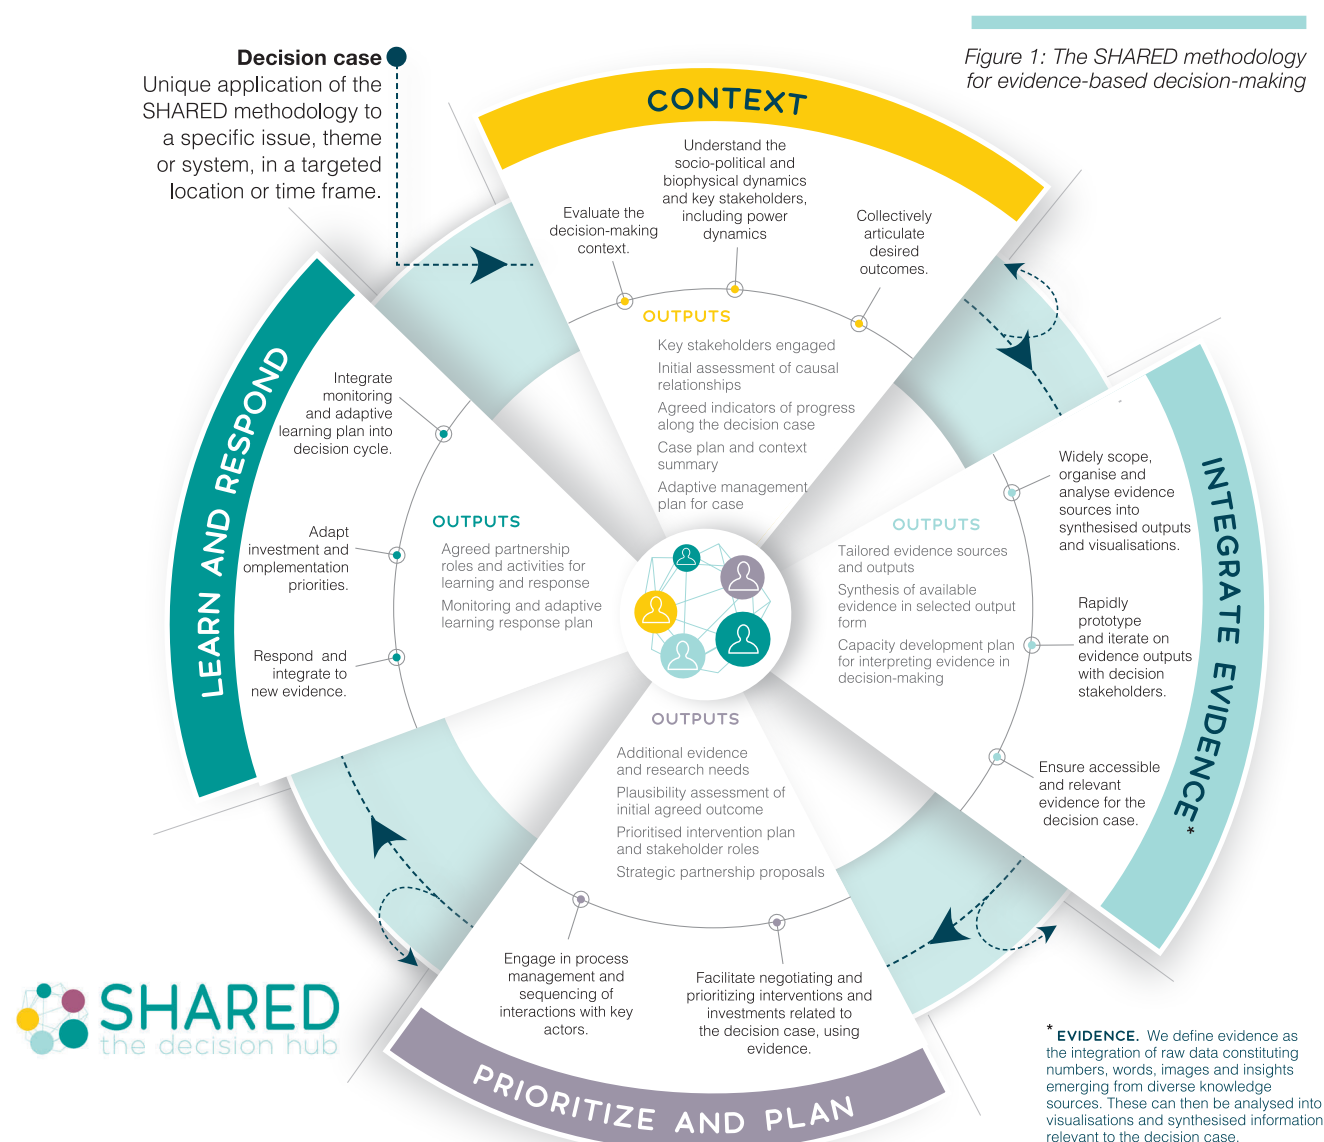 Figure 1: The SHARED methodology
for evidence-based decision-making
Decision case
Unique application of the
SHARED methodology to
a specific issue, theme
or system, in a targeted
location or time frame.
CONTEXT
Evaluate the
decision-making
context.
Understand the
socio-political and
biophysical dynamics
and key stakeholders,
including power
dynamics
Collectively
articulate
desired
outcomes.
OUTPUTS
Key stakeholders engaged
Initial assessment of causal
relationships
Agreed indicators of progress
along the decision case
Case plan and context
summary
Adaptive management
plan for case
INTEGRATE EVIDENCE*
Widely scope,
organise and
analyse evidence
sources into
synthesised outputs
and visualisations.
Rapidly
prototype
and iterate on
evidence outputs
with decision
stakeholders.
Ensure accessible
and relevant
evidence for the
decision case.
OUTPUTS
Tailored evidence sources
and outputs
Synthesis of available
evidence in selected output
form
Capacity development plan
for interpreting evidence in
decision-making
OUTPUTS
Additional evidence
and research needs
Plausibility assessment of
initial agreed outcome
Prioritised intervention plan
and stakeholder roles
Strategic partnership proposals
Engage in process
management and
sequencing of
interactions with key
actors.
Facilitate negotiating and
prioritizing interventions and
investments related to
the decision case, using
evidence.
PRIORITIZE AND PLAN
LEARN AND RESPOND
Integrate
monitoring
and adaptive
learning plan into
decision cycle.
Adapt
investment and
omplementation
priorities.
Respond and
integrate to
new evidence.
OUTPUTS
Agreed partnership
roles and activities for
learning and response
Monitoring and adaptive
learning response plan
SHARED
the decision hub
* EVIDENCE. We define evidence as
the integration of raw data constituting
numbers, words, images and insights
emerging from diverse knowledge
sources. These can then be analysed into
visualisations and synthesised information
relevant to the decision case.